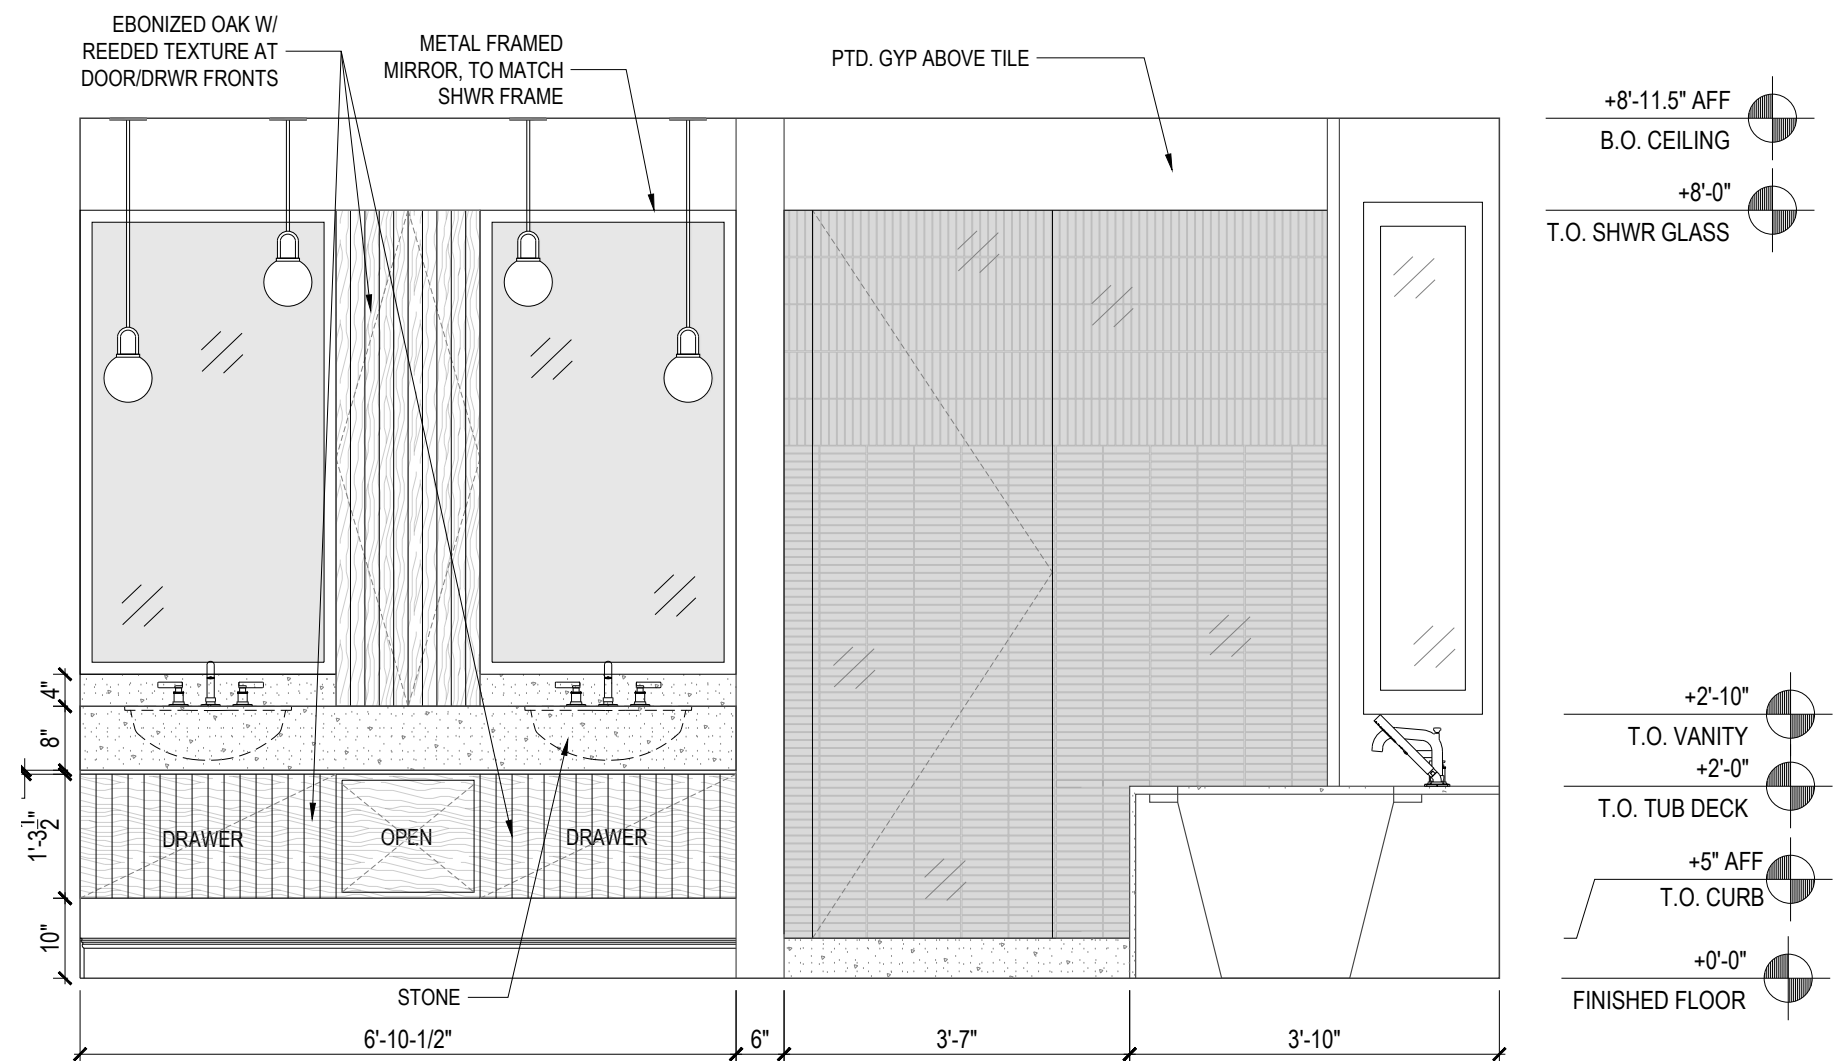 EBONIZED OAK W/
REEDED TEXTURE AT
DOOR/DRWR FRONTS
METAL FRAMED
MIRROR, TO MATCH
SHWR FRAME
PTD. GYP ABOVE TILE
+8'-11.5" AFF
B.O. CEILING
+8'-0"
T.O. SHWR GLASS
4"
8"
1'-3 1/2"
10"
DRAWER
OPEN
DRAWER
STONE
+2'-10"
T.O. VANITY
+2'-0"
T.O. TUB DECK
+5" AFF
T.O. CURB
+0'-0"
FINISHED FLOOR
6'-10-1/2"
6"
3'-7"
3'-10"